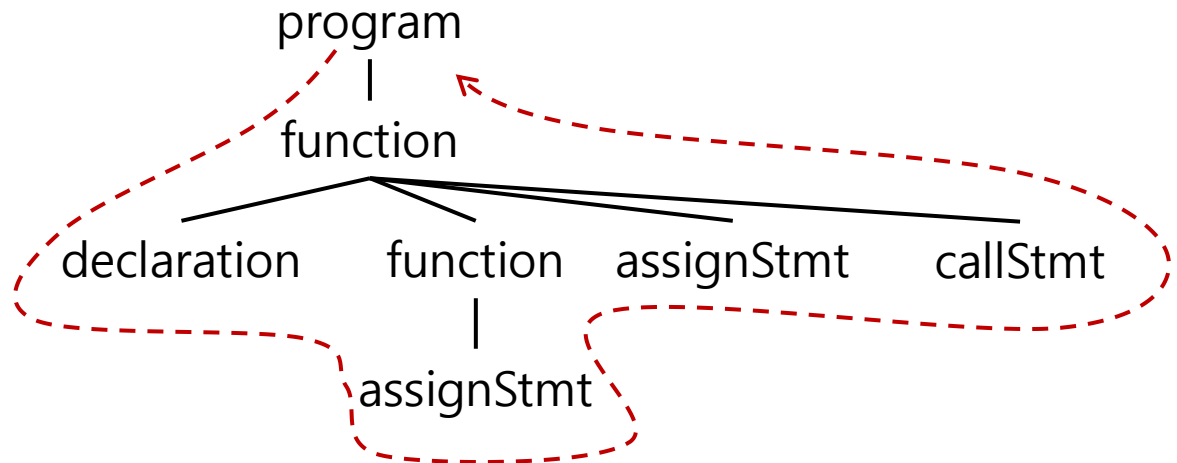 program
function
declaration function assignStmt callStmt
assignStmt